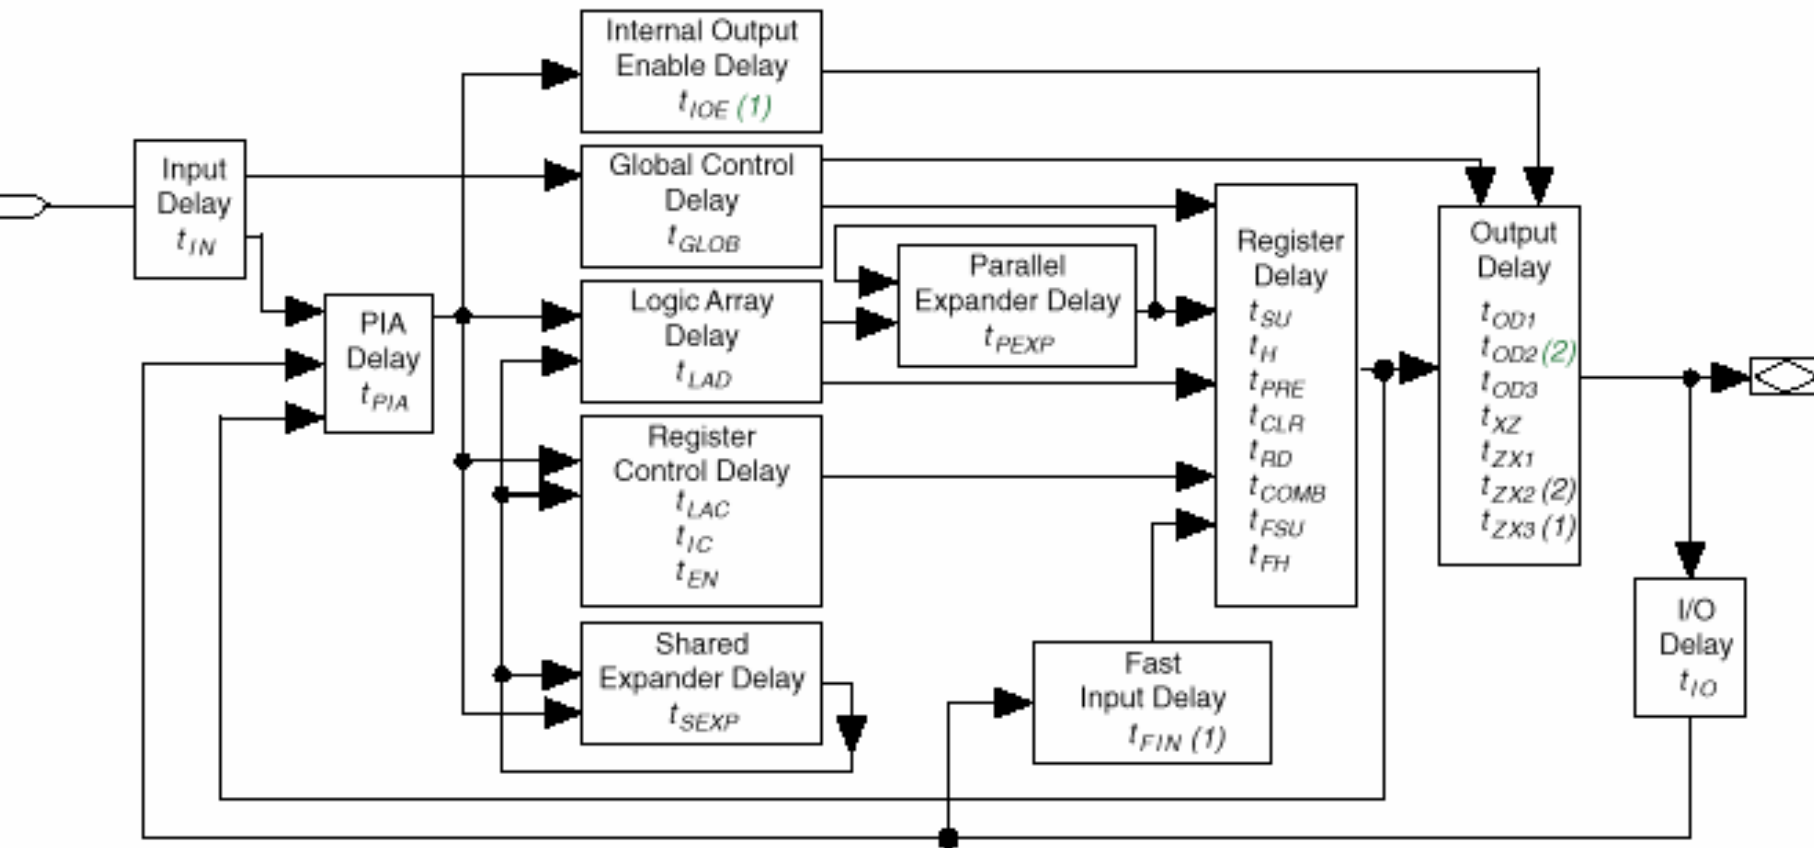 Internal Output
Enable Delay
tIOE (1)
Input
Delay
tIN
Global Control
Delay
tGLOB
PIA
Delay
tPIA
Logic Array
Delay
tLAD
Parallel
Expander Delay
tPEXP
Register
Control Delay
tLAC
tIC
tEN
Shared
Expander Delay
tSEXP
Register
Delay
tSU
tH
tPRE
tCLR
tRD
tCOMB
tFSU
tFH
Fast
Input Delay
tFIN (1)
Output
Delay
tOD1
tOD2 (2)
tOD3
tXZ
tZX1
tZX2 (2)
tZX3 (1)
I/O
Delay
tIO